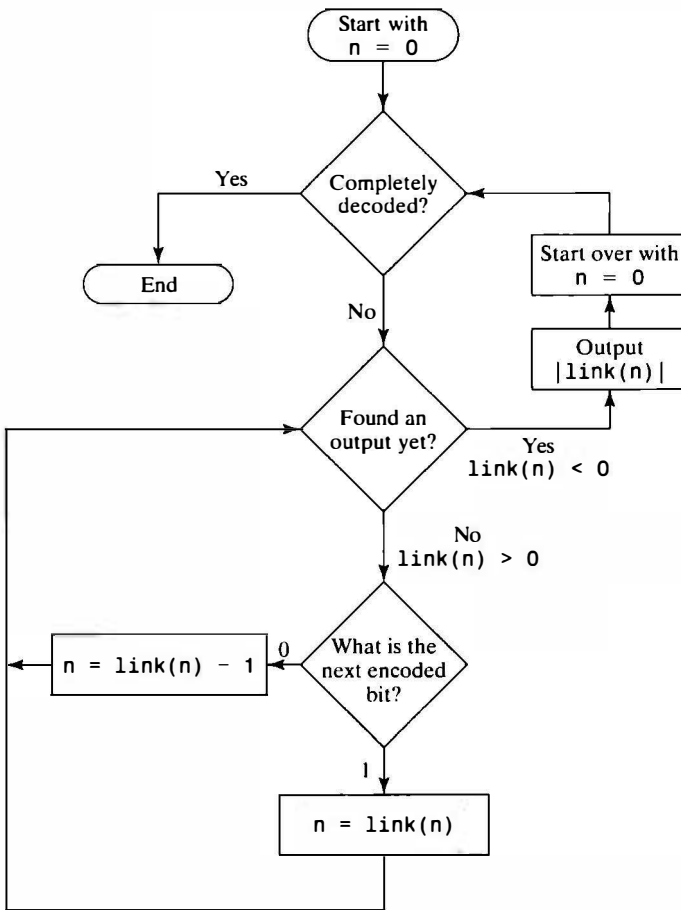 Start with
n = 0
Completely
decoded?
Yes
End
No
Start over with
n = 0
Output
|link(n)|
Found an
output yet?
Yes
link(n) < 0
No
link(n) > 0
What is the
next encoded
bit?
0
n = link(n) - 1
1
n = link(n)